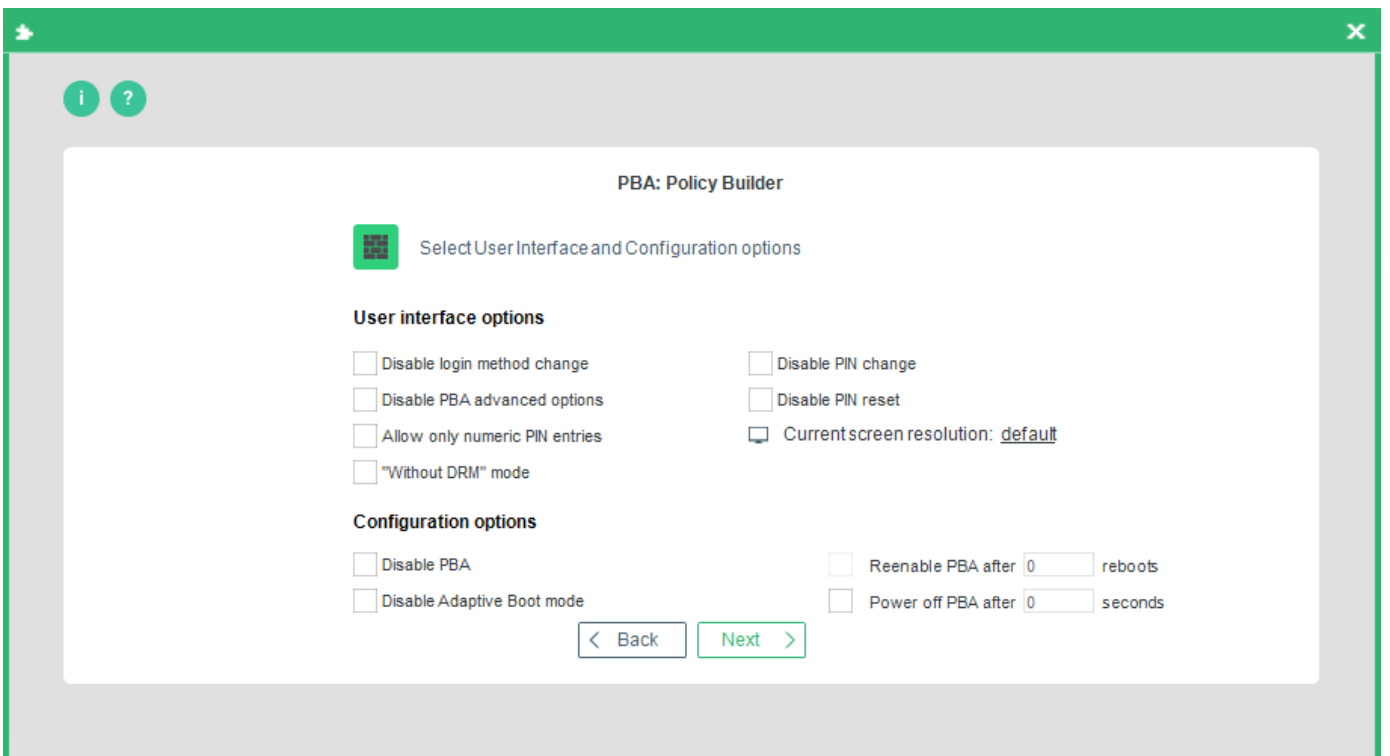 i ?
PBA: Policy Builder
Select User Interface and Configuration options
User interface options
Disable login method change
Disable PIN change
Disable PBA advanced options
Disable PIN reset
Allow only numeric PIN entries
Current screen resolution: default
"Without DRM" mode
Configuration options
Disable PBA
Reenable PBA after 0 reboots
Disable Adaptive Boot mode
Power off PBA after 0 seconds
Back
Next